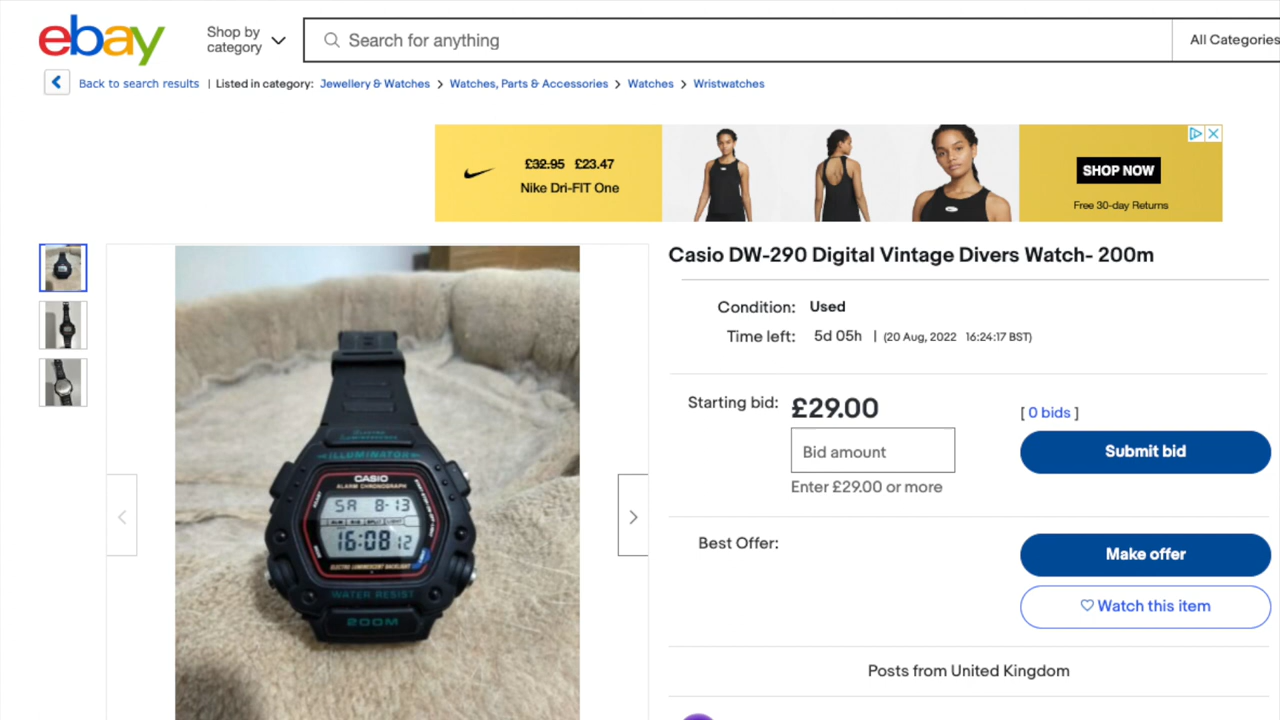 ebay
Shop by
category
Search for anything
All Categories
Back to search results | Listed in category: Jewellery & Watches > Watches, Parts & Accessories > Watches > Wristwatches
£32.95 £23.47
Nike Dri-FIT One
SHOP NOW
Free 30-day Returns
Casio DW-290 Digital Vintage Divers Watch- 200m
Condition: Used
Time left: 5d 05h | (20 Aug, 2022 16:24:17 BST)
Starting bid: £29.00
[ 0 bids ]
Bid amount
Submit bid
Enter £29.00 or more
Best Offer:
Make offer
Watch this item
Posts from United Kingdom
ILLUMINATOR
CASIO
ALARM CHRONOGRAPH
SA 8-13
16:08 12
ELECTRO LUMINESCENT BACKLIGHT
WATER RESIST
200M